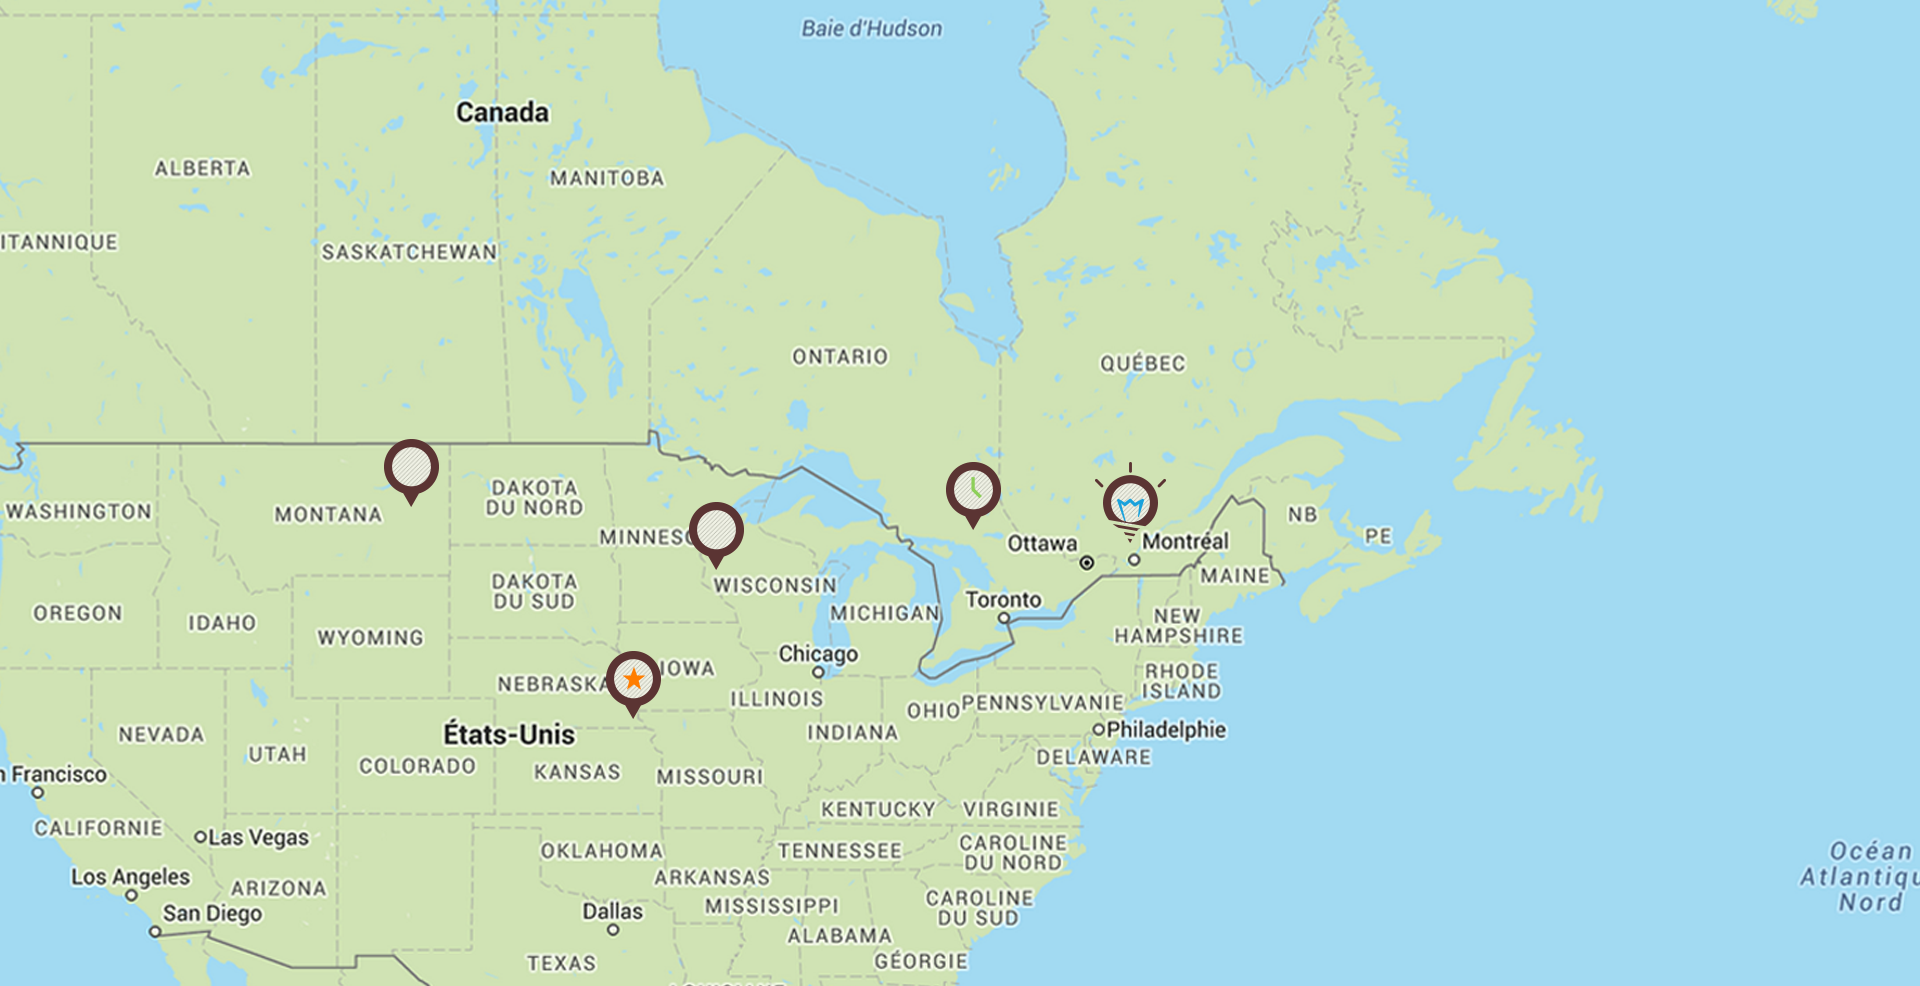 Baie d'Hudson
Canada
ALBERTA
MANITOBA
ITANNIQUE
SASKATCHEWAN
ONTARIO
QUÉBEC
WASHINGTON
MONTANA
DAKOTA
DU NORD
MINNESO
NB
PE
Ottawa
Montréal
MAINE
OREGON
IDAHO
WYOMING
DAKOTA
DU SUD
WISCONSIN
MICHIGAN
Toronto
NEW
HAMPSHIRE
Chicago
IOWA
NEBRASKA
ILLINOIS
RHODE
ISLAND
OHIO
PENNSYLVANIE
NEVADA
États-Unis
INDIANA
Philadelphie
UTAH
COLORADO
KANSAS
MISSOURI
DELAWARE
n Francisco
CALIFORNIE
Las Vegas
KENTUCKY
VIRGINIE
OKLAHOMA
TENNESSEE
CAROLINE
DU NORD
Océan
Atlantiqu
Nord
Los Angeles
ARIZONA
ARKANSAS
San Diego
Dallas
MISSISSIPPI
CAROLINE
DU SUD
ALABAMA
TEXAS
GÉORGIE